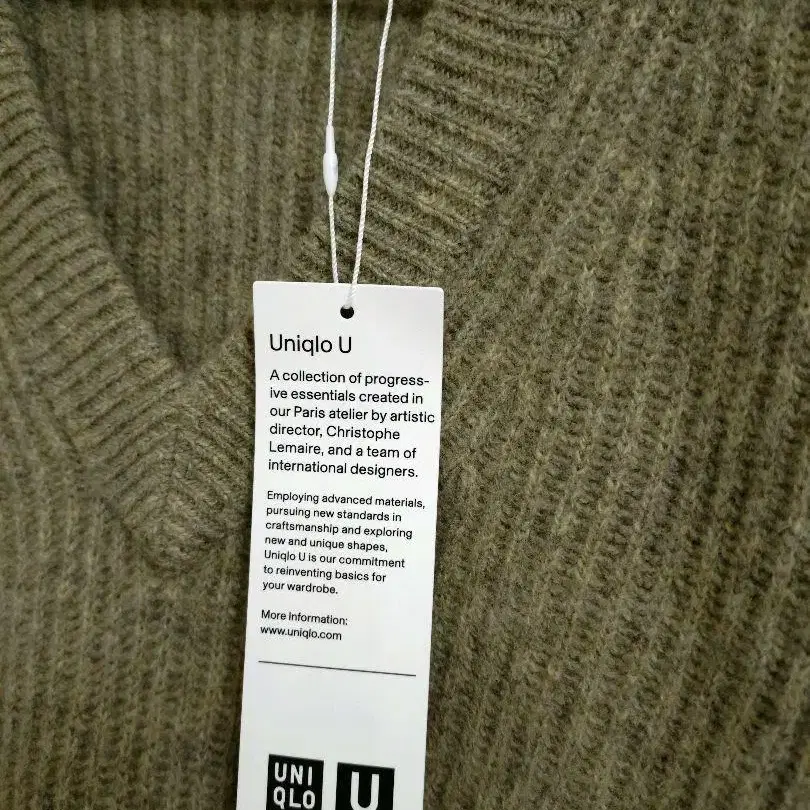 Uniqlo U
A collection of progress-
ive essentials created in
our Paris atelier by artistic
director, Christophe
Lemaire, and a team of
international designers.
Employing advanced materials,
pursuing new standards in
craftsmanship and exploring
new and unique shapes,
Uniqlo U is our commitment
to reinventing basics for
your wardrobe.
More Information:
www.uniqlo.com
UNI
QLO
U